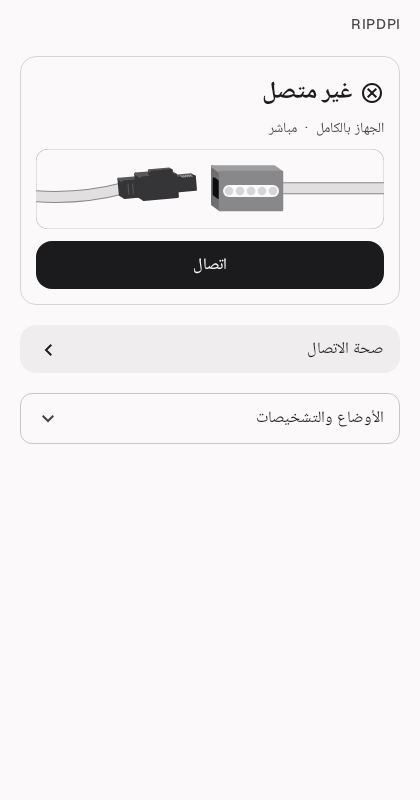 RIPDPI
غير متصل
الجهاز بالكامل · مباشر
اتصال
صحة الاتصال
الأوضاع والتشخيصات